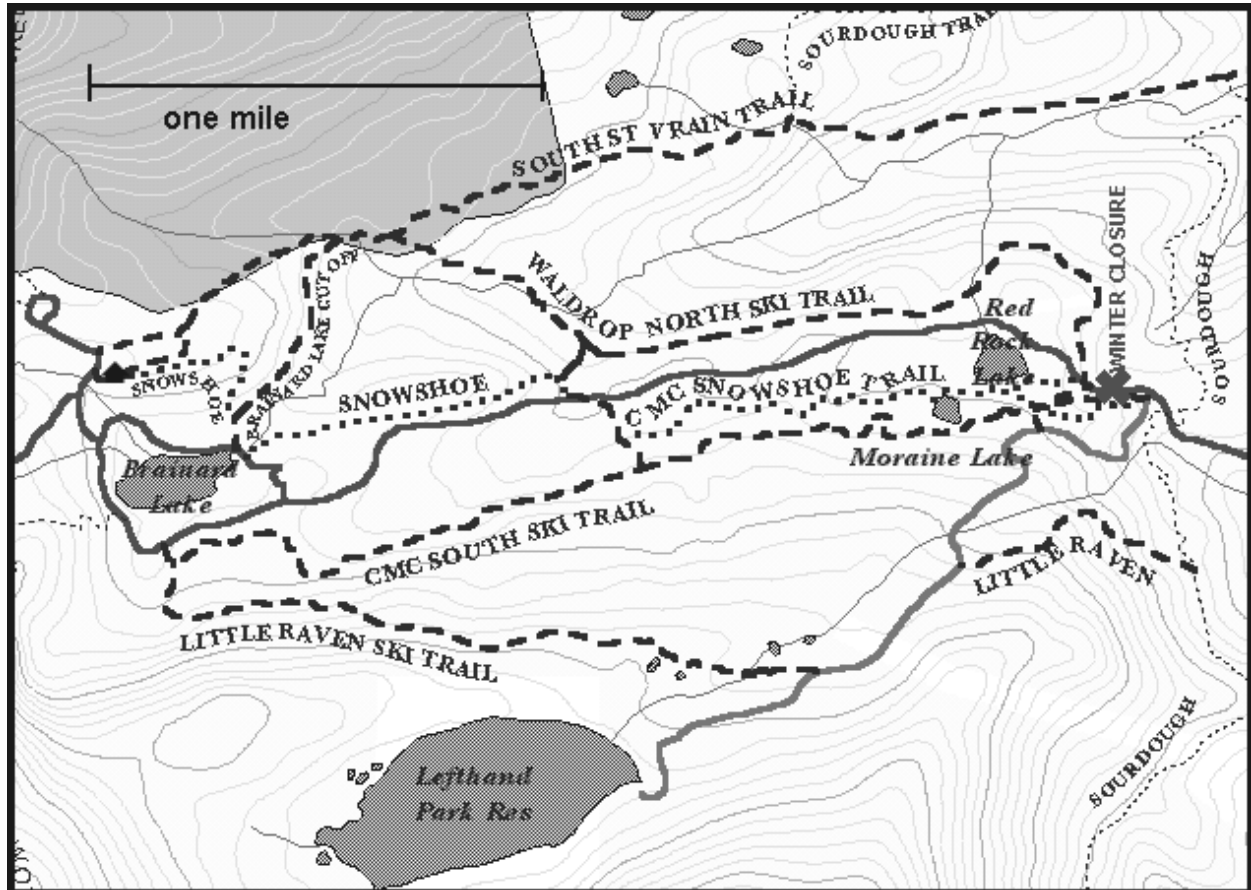 SOURDOUGH TRAIL
one mile
SOUTH ST VRAIN TRAIL
WINTER CLOSURE
SOURDOUGH
BRAINARD LAKE CUT OFF
WALDROP NORTH SKI TRAIL
Red
Rock
Lake
SNOWSHOE
SNOWSHOE
CMC SNOWSHOE TRAIL
Brainard
Lake
Moraine Lake
CMC SOUTH SKI TRAIL
LITTLE RAVEN
LITTLE RAVEN SKI TRAIL
SOURDOUGH
Lefthand
Park Res